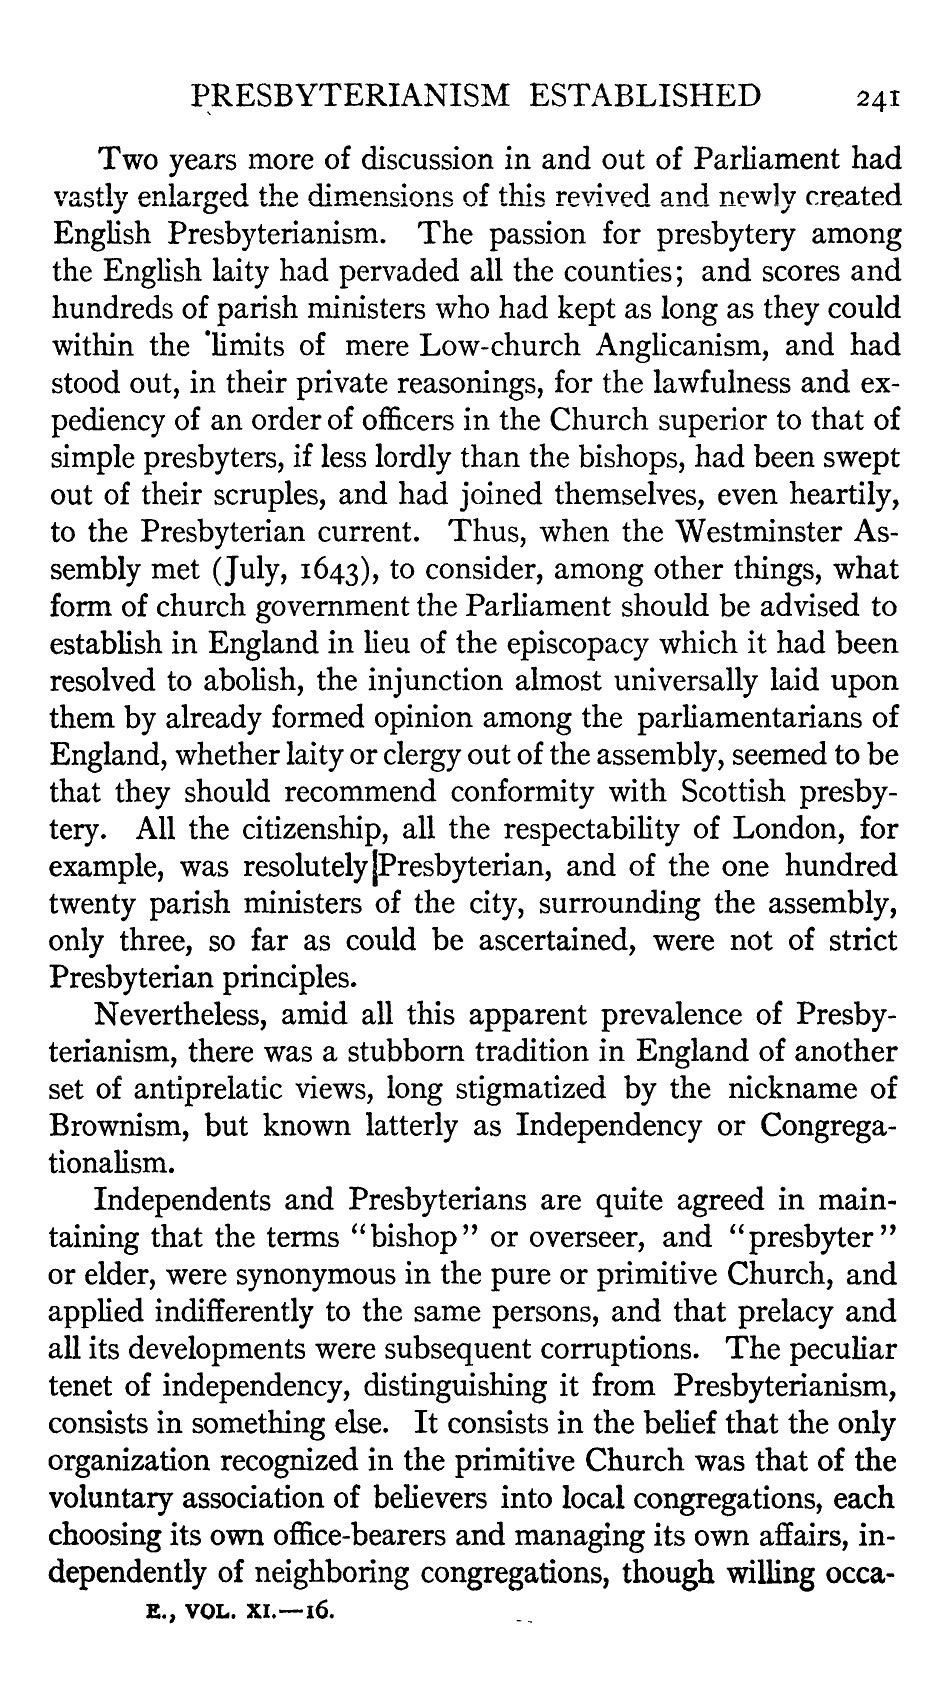 PRESBYTERIANISM ESTABLISHED 241
Two years more of discussion in and out of Parliament had
vastly enlarged the dimensions of this revived and newly created
English Presbyterianism. The passion for presbytery among
the English laity had pervaded all the counties; and scores and
hundreds of parish ministers who had kept as long as they could
within the limits of mere Low-church Anglicanism, and had
stood out, in their private reasonings, for the lawfulness and ex-
pediency of an order of officers in the Church superior to that of
simple presbyters, if less lordly than the bishops, had been swept
out of their scruples, and had joined themselves, even heartily,
to the Presbyterian current. Thus, when the Westminster As-
sembly met (July, 1643), to consider, among other things, what
form of church government the Parliament should be advised to
establish in England in lieu of the episcopacy which it had been
resolved to abolish, the injunction almost universally laid upon
them by already formed opinion among the parliamentarians of
England, whether laity or clergy out of the assembly, seemed to be
that they should recommend conformity with Scottish presby-
tery. All the citizenship, all the respectability of London, for
example, was resolutely Presbyterian, and of the one hundred
twenty parish ministers of the city, surrounding the assembly,
only three, so far as could be ascertained, were not of strict
Presbyterian principles.
Nevertheless, amid all this apparent prevalence of Presby-
terianism, there was a stubborn tradition in England of another
set of antiprelatic views, long stigmatized by the nickname of
Brownism, but known latterly as Independency or Congrega-
tionalism.
Independents and Presbyterians are quite agreed in main-
taining that the terms "bishop" or overseer, and "presbyter"
or elder, were synonymous in the pure or primitive Church, and
applied indifferently to the same persons, and that prelacy and
all its developments were subsequent corruptions. The peculiar
tenet of independency, distinguishing it from Presbyterianism,
consists in something else. It consists in the belief that the only
organization recognized in the primitive Church was that of the
voluntary association of believers into local congregations, each
choosing its own office-bearers and managing its own affairs, in-
dependently of neighboring congregations, though willing occa-
E., VOL. XI.—16.